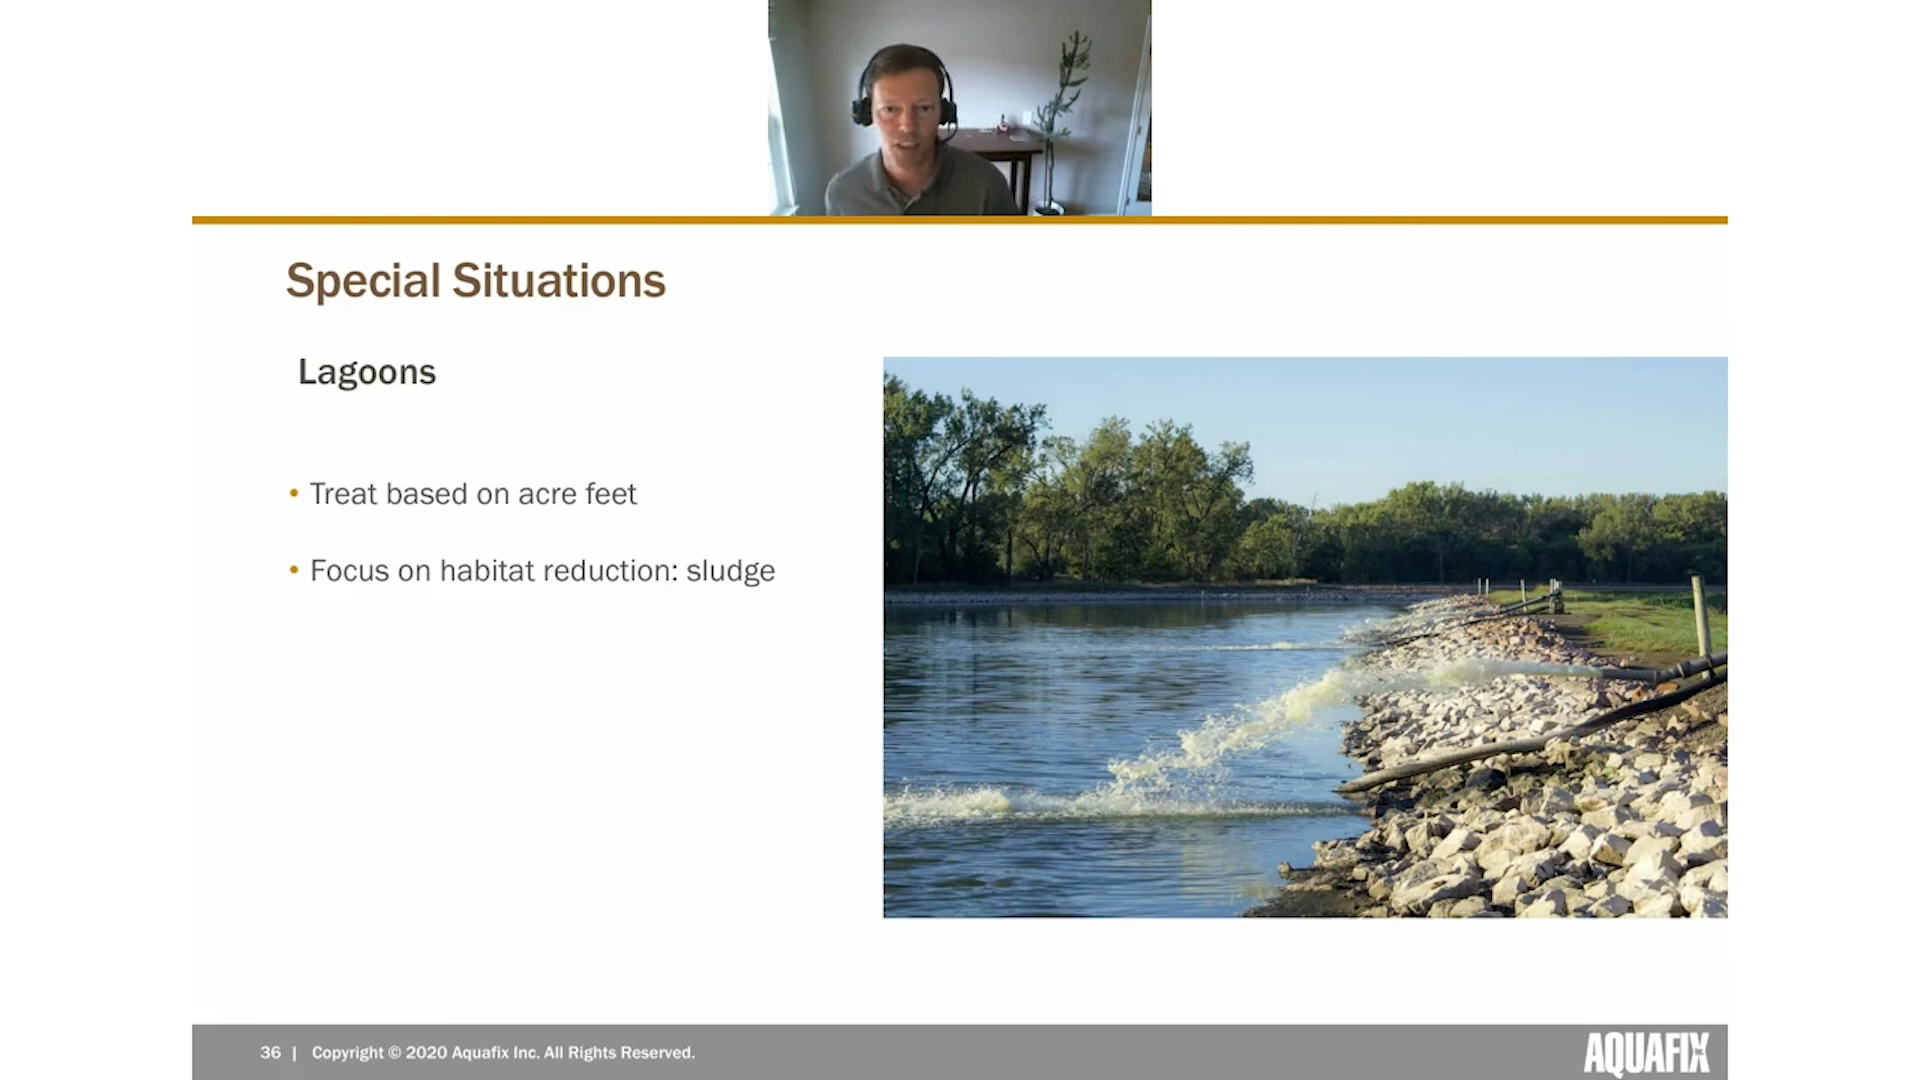 Special Situations
Lagoons
• Treat based on acre feet
• Focus on habitat reduction: sludge
36 | Copyright © 2020 Aquafix Inc. All Rights Reserved.
AQUAFIX